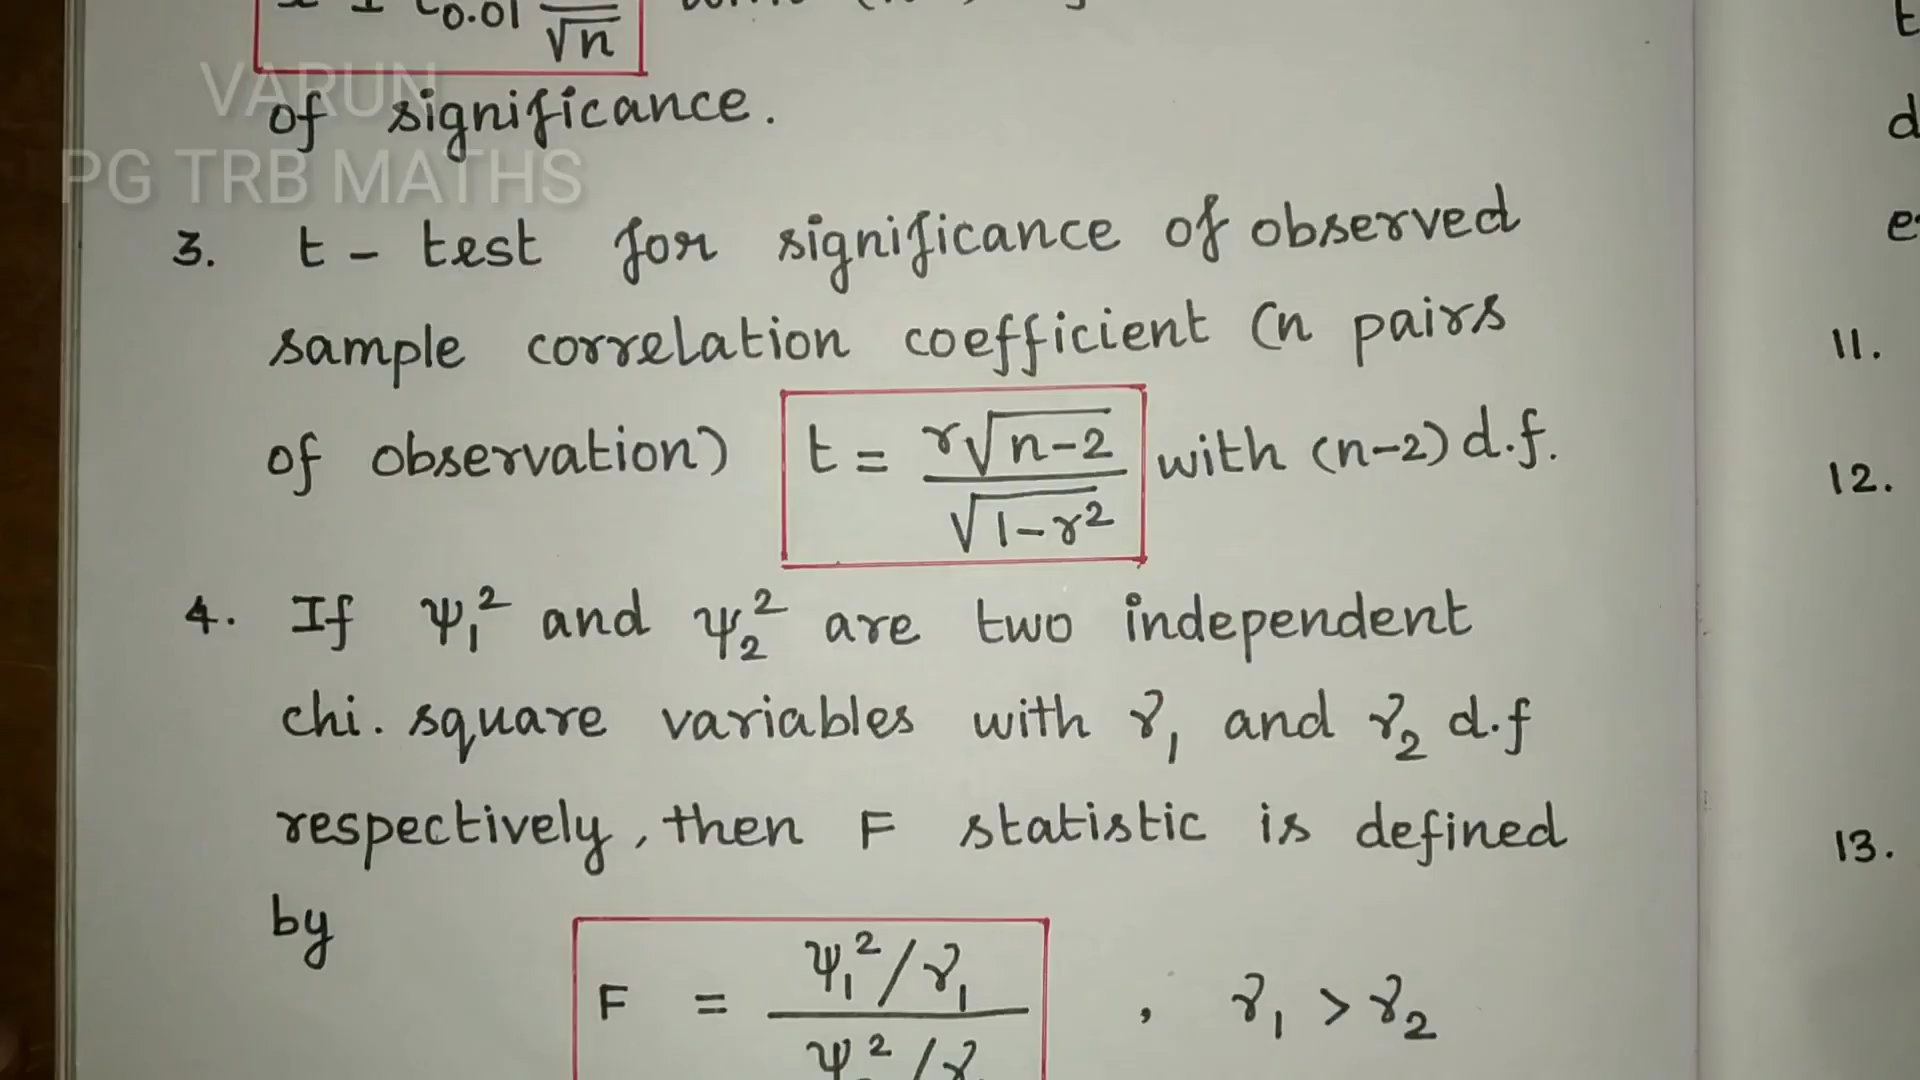 t₀.₀₁ /√n
of significance.
VARUN
PG TRB MATHS
3. t - test for significance of observed
sample correlation coefficient (n pairs
of observation) t = r√(n-2) / √(1-r²) with (n-2) d.f.
4. If ψ₁² and ψ₂² are two independent
chi. square variables with γ₁ and γ₂ d.f
respectively, then F statistic is defined
by
F = ψ₁²/γ₁ / ψ₂²/γ , γ₁ > γ₂
11.
12.
13.